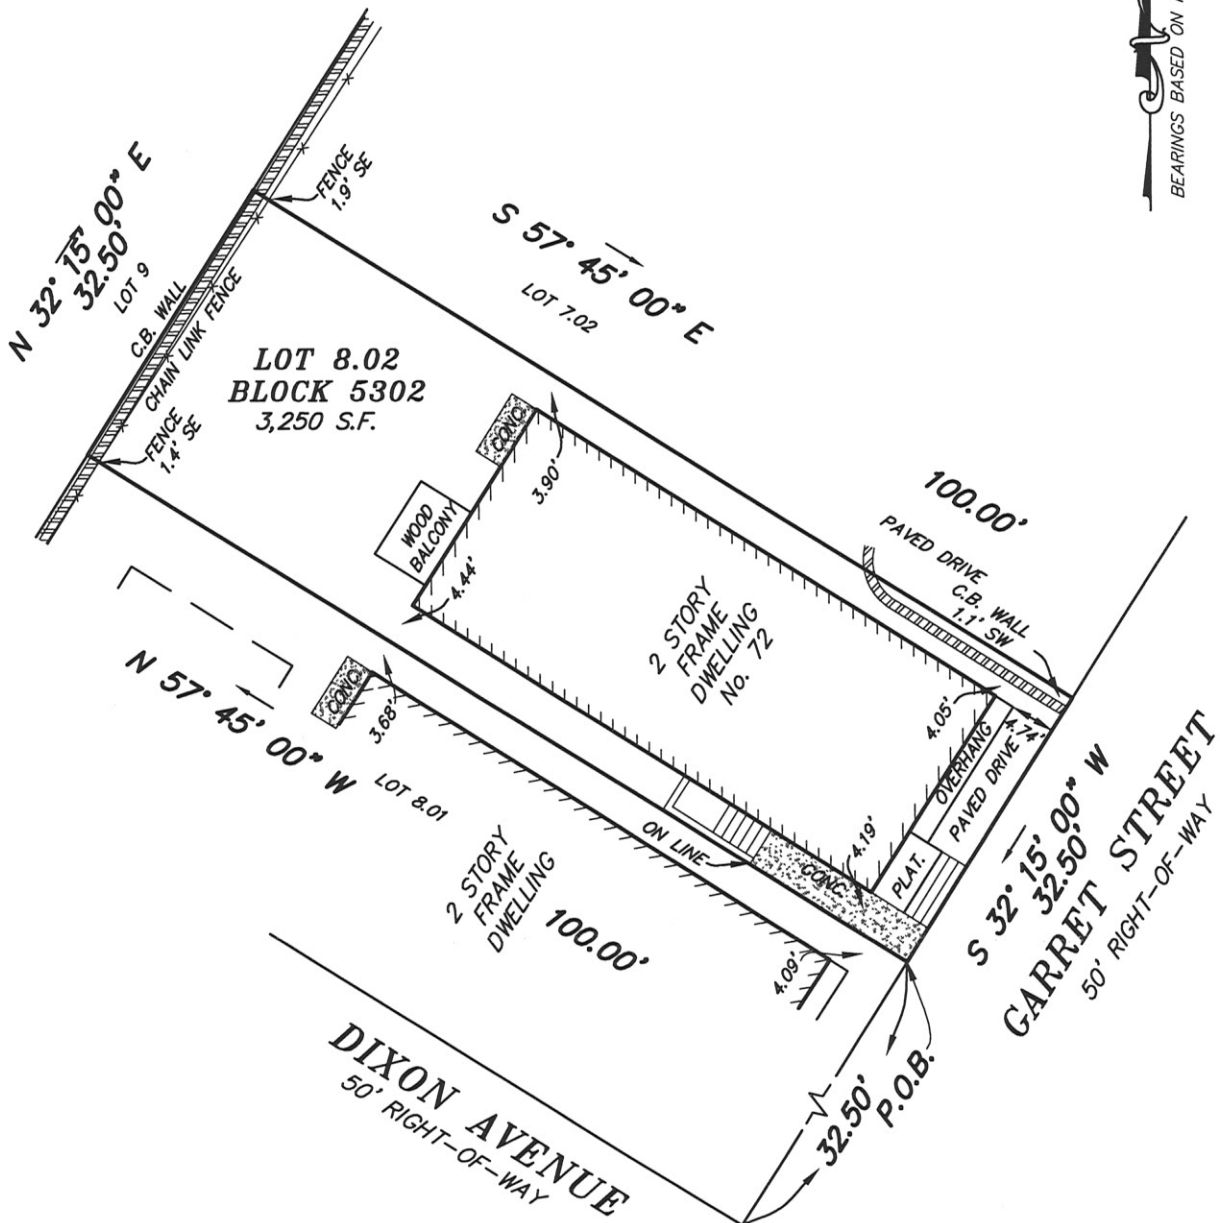 BEARINGS BASED ON
N 32° 15' 00" E
32.50'
LOT 9
C.B. WALL
CHAIN LINK FENCE
FENCE
1.9' SE
S 57° 45' 00" E
LOT 7.02
LOT 8.02
BLOCK 5302
3,250 S.F.
FENCE
1.4' SE
CONC.
3.90'
WOOD
BALCONY
4.44'
100.00'
PAVED DRIVE
C.B. WALL
1.1' SW
2 STORY
FRAME
DWELLING
No. 72
4.05'
4.74'
OVERHANG
PAVED DRIVE
PLAT.
4.19'
CONC.
ON LINE
N 57° 45' 00" W
CONC.
3.68'
LOT 8.01
2 STORY
FRAME
DWELLING
100.00'
4.09'
S 32° 15' 00" W
32.50'
GARRET STREET
50' RIGHT-OF-WAY
P.O.B.
32.50'
DIXON AVENUE
50' RIGHT-OF-WAY